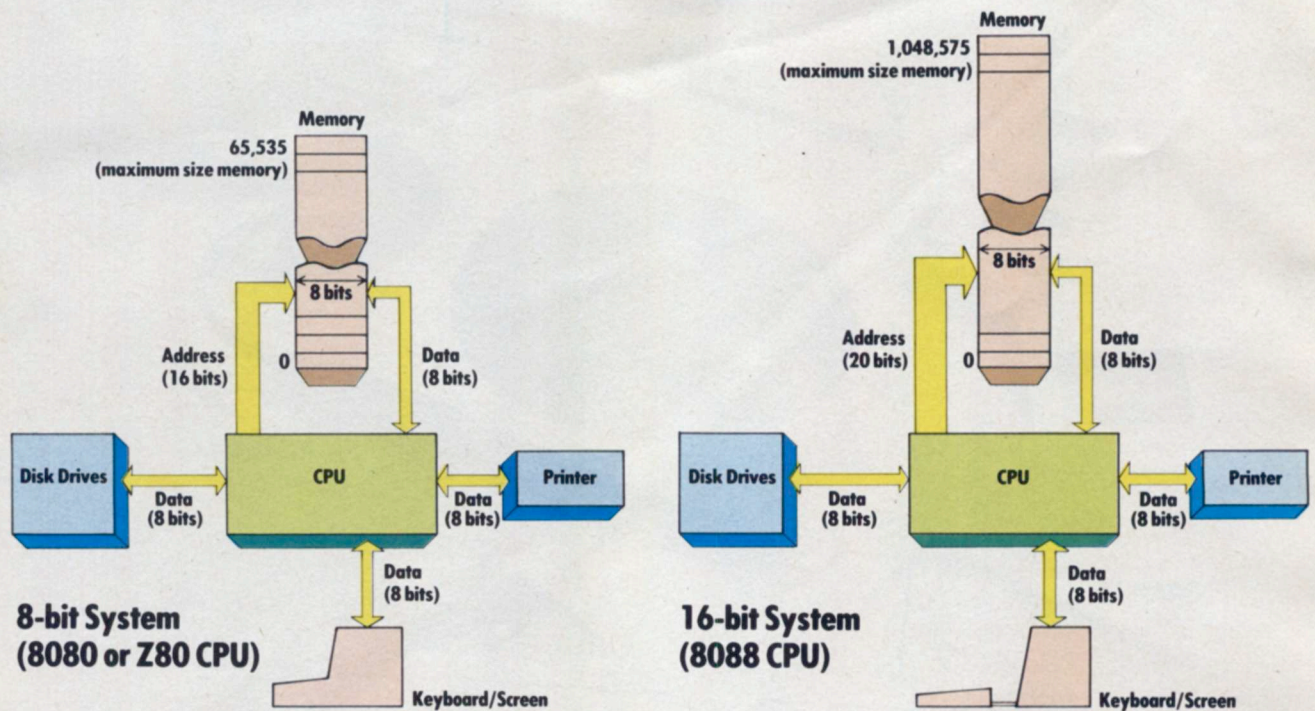 Memory
65,535
(maximum size memory)
8 bits
Address
(16 bits)
0
Data
(8 bits)
Disk Drives
Data
(8 bits)
CPU
Data
(8 bits)
Printer
Data
(8 bits)
8-bit System
(8080 or Z80 CPU)
Keyboard/Screen
Memory
1,048,575
(maximum size memory)
8 bits
Address
(20 bits)
0
Data
(8 bits)
Disk Drives
Data
(8 bits)
CPU
Data
(8 bits)
Printer
Data
(8 bits)
16-bit System
(8088 CPU)
Keyboard/Screen